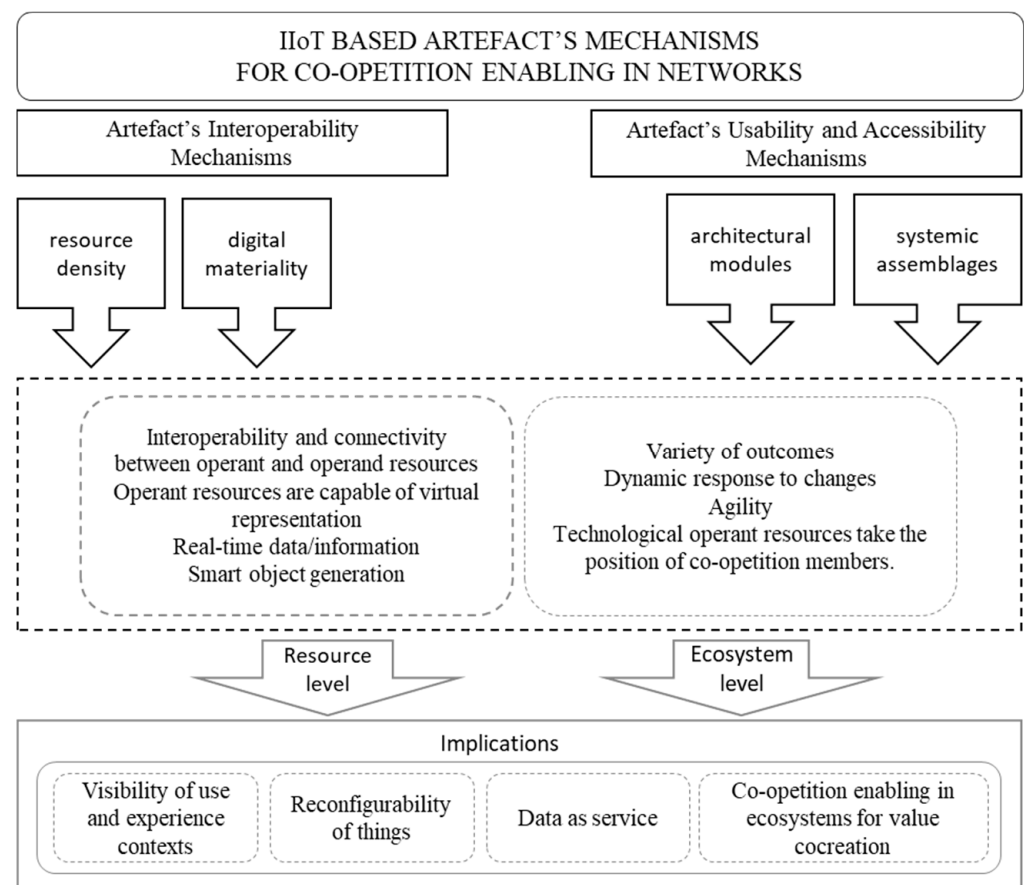 IIoT BASED ARTEFACT’S MECHANISMS
FOR CO-OPETITION ENABLING IN NETWORKS
Artefact’s Interoperability
Mechanisms
Artefact’s Usability and Accessibility
Mechanisms
resource
density
digital
materiality
architectural
modules
systemic
assemblages
Interoperability and connectivity
between operant and operand resources
Operant resources are capable of virtual
representation
Real-time data/information
Smart object generation
Variety of outcomes
Dynamic response to changes
Agility
Technological operant resources take the
position of co-opetition members.
Resource
level
Ecosystem
level
Implications
Visibility of use
and experience
contexts
Reconfigurability
of things
Data as service
Co-opetition enabling in
ecosystems for value
cocreation